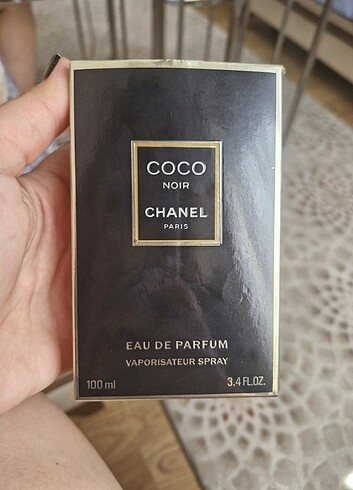 COCO
NOIR
CHANEL
PARIS
EAU DE PARFUM
VAPORISATEUR SPRAY
100 ml 3.4 FL.OZ.